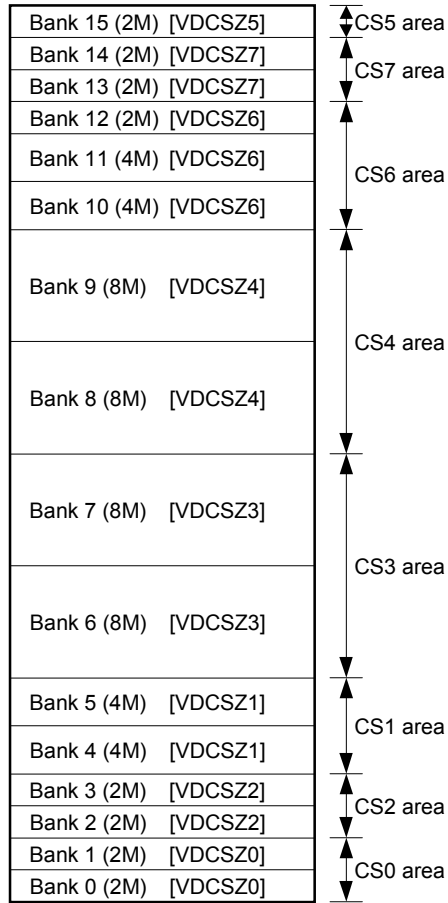 Bank 15 (2M) [VDCSZ5]
CS5 area
Bank 14 (2M) [VDCSZ7]
CS7 area
Bank 13 (2M) [VDCSZ7]
Bank 12 (2M) [VDCSZ6]
Bank 11 (4M) [VDCSZ6]
CS6 area
Bank 10 (4M) [VDCSZ6]
Bank 9 (8M) [VDCSZ4]
CS4 area
Bank 8 (8M) [VDCSZ4]
Bank 7 (8M) [VDCSZ3]
CS3 area
Bank 6 (8M) [VDCSZ3]
Bank 5 (4M) [VDCSZ1]
CS1 area
Bank 4 (4M) [VDCSZ1]
Bank 3 (2M) [VDCSZ2]
CS2 area
Bank 2 (2M) [VDCSZ2]
Bank 1 (2M) [VDCSZ0]
CS0 area
Bank 0 (2M) [VDCSZ0]